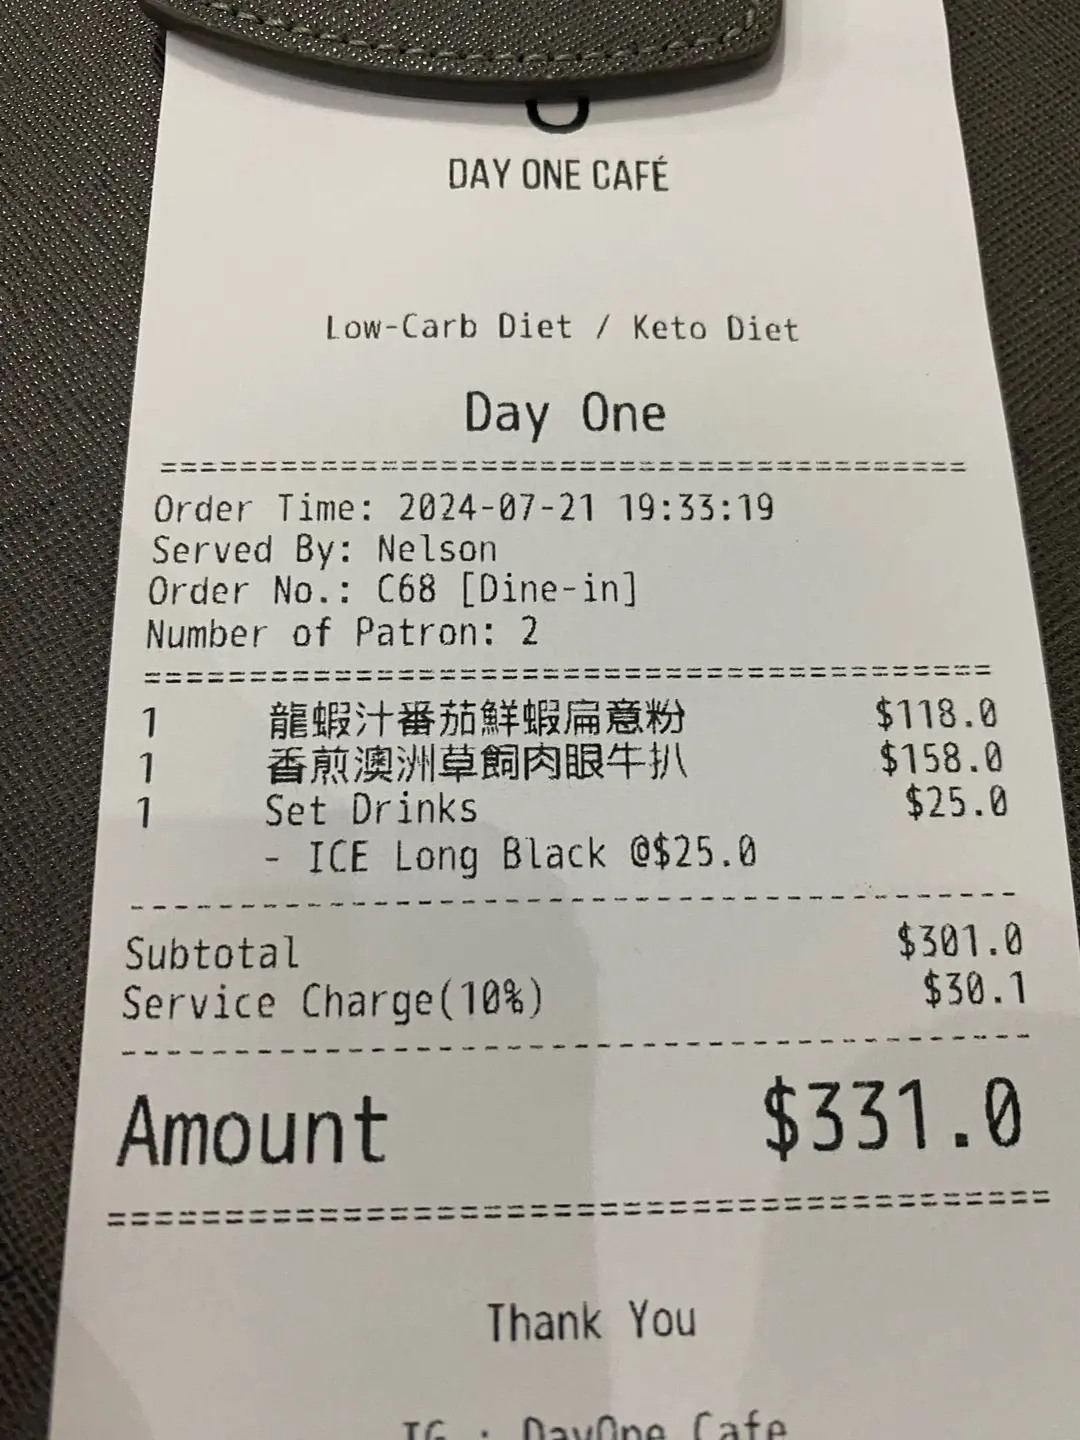 DAY ONE CAFÉ
Low-Carb Diet / Keto Diet
Day One
========================================
Order Time: 2024-07-21 19:33:19
Served By: Nelson
Order No.: C68 [Dine-in]
Number of Patron: 2
========================================
1 龍蝦汁番茄鮮蝦扁意粉 $118.0
1 香煎澳洲草飼肉眼牛扒 $158.0
1 Set Drinks $25.0
- ICE Long Black @$25.0
----------------------------------------
Subtotal $301.0
Service Charge(10%) $30.1
----------------------------------------
Amount $331.0
========================================
Thank You
IG : DayOne Cafe